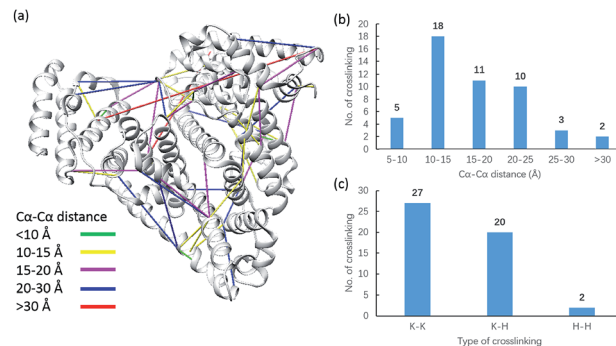 (a)
Cα-Cα distance
<10 Å
10-15 Å
15-20 Å
20-30 Å
>30 Å
(b)
No. of crosslinking
20
18
16
14
12
10
8
6
4
2
0
5
18
11
10
3
2
5-10
10-15
15-20
20-25
25-30
>30
Cα-Cα distance (Å)
(c)
No. of crosslinking
30
25
20
15
10
5
0
27
20
2
K-K
K-H
H-H
Type of crosslinking